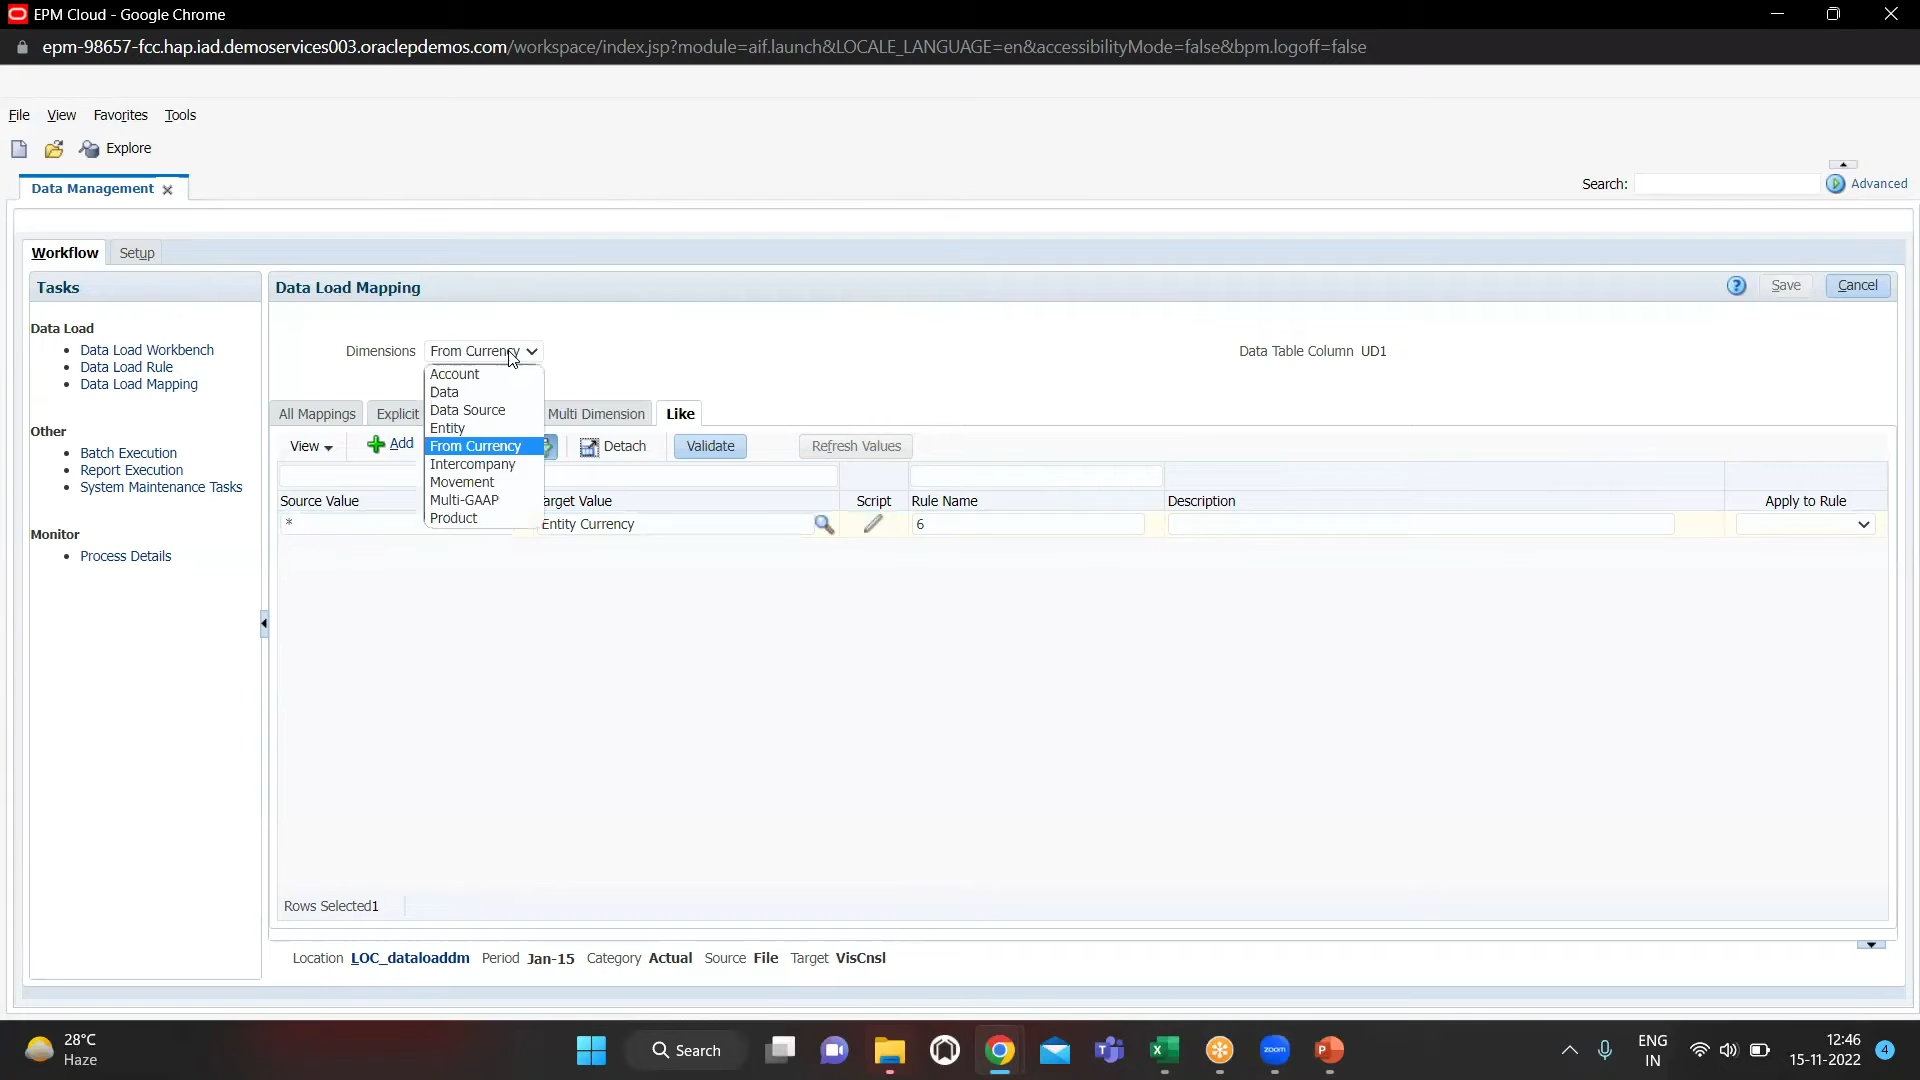 EPM Cloud - Google Chrome
epm-98657-fcc.hap.iad.demoservices003.oraclepdemos.com/workspace/index.jsp?module=aif.launch&LOCALE_LANGUAGE=en&accessibilityMode=false&bpm.logoff=false
File View Favorites Tools
Explore
Data Management
Search: Advanced
Workflow Setup
Tasks
Data Load Mapping
? Save Cancel
Data Load
Data Load Workbench
Data Load Rule
Data Load Mapping
Other
Batch Execution
Report Execution
System Maintenance Tasks
Monitor
Process Details
Dimensions From Currency
Data Table Column UD1
Account
Data
Data Source
Entity
From Currency
Intercompany
Movement
Multi-GAAP
Product
All Mappings Explicit Multi Dimension Like
View Add Detach Validate Refresh Values
Source Value arget Value Script Rule Name Description Apply to Rule
* Entity Currency 6
Rows Selected1
Location LOC_dataloaddm Period Jan-15 Category Actual Source File Target VisCnsl
28°C
Haze
Search
zoom
ENG
IN
12:46
15-11-2022
4